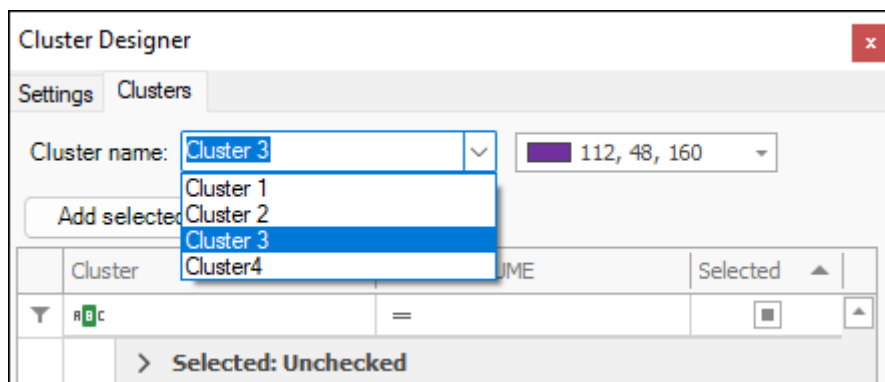 Cluster Designer
x
Settings Clusters
Cluster name: Cluster 3 112, 48, 160
Cluster 1
Add selected Cluster 2
Cluster 3
Cluster Cluster4 UME Selected
ABC =
Selected: Unchecked